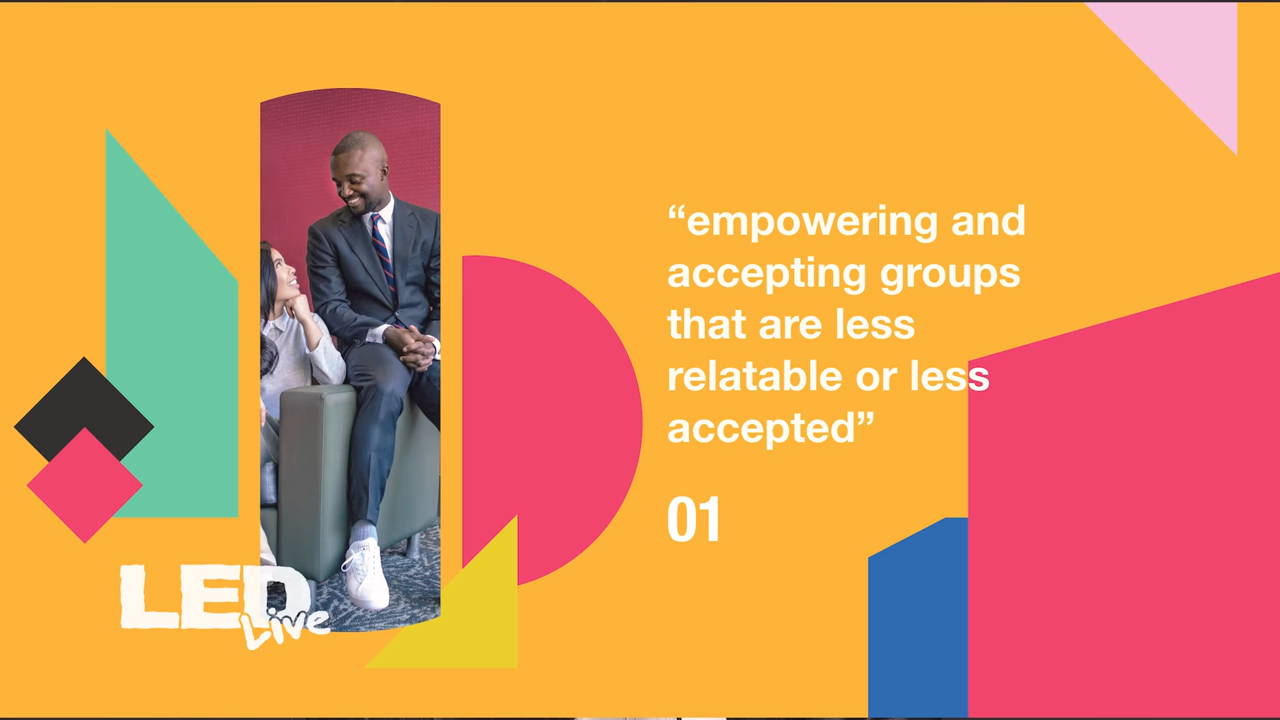 “empowering and
accepting groups
that are less
relatable or less
accepted”
01
LED
Live